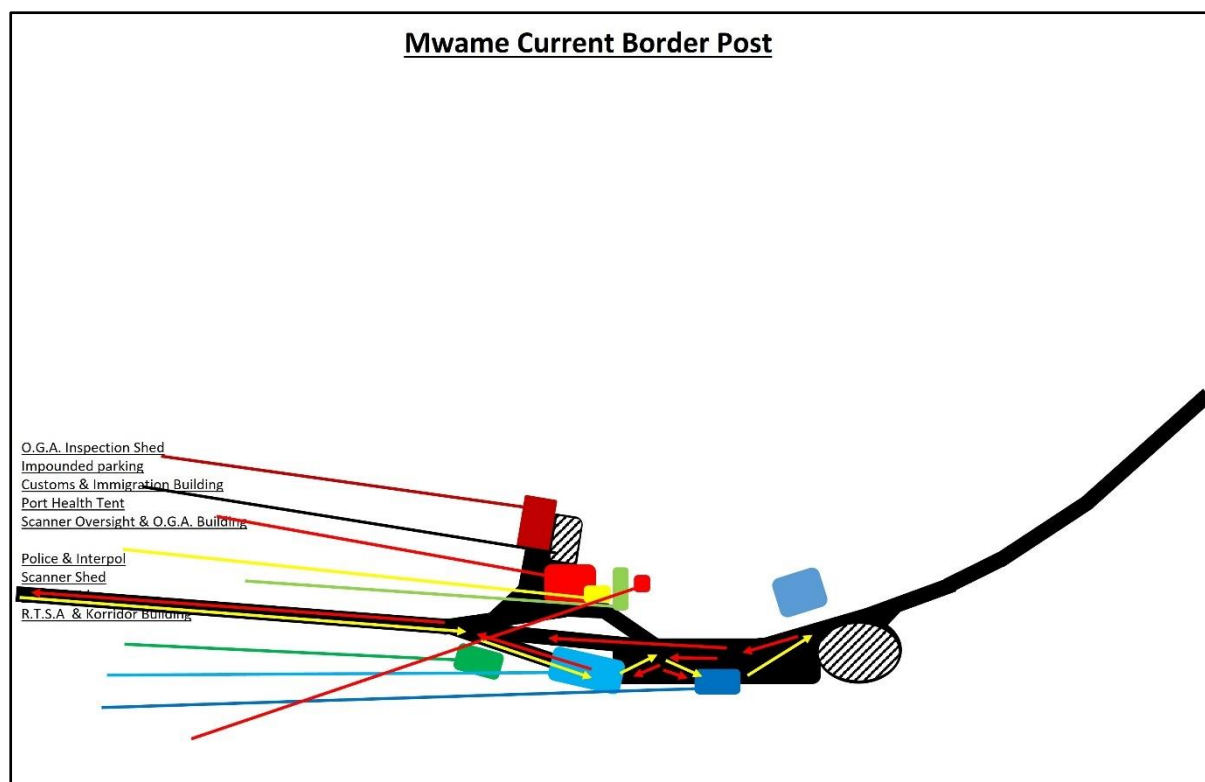 Mwame Current Border Post
O.G.A. Inspection Shed
Impounded parking
Customs & Immigration Building
Port Health Tent
Scanner Oversight & O.G.A. Building
Police & Interpol
Scanner Shed
R.T.S.A & Korridor Building